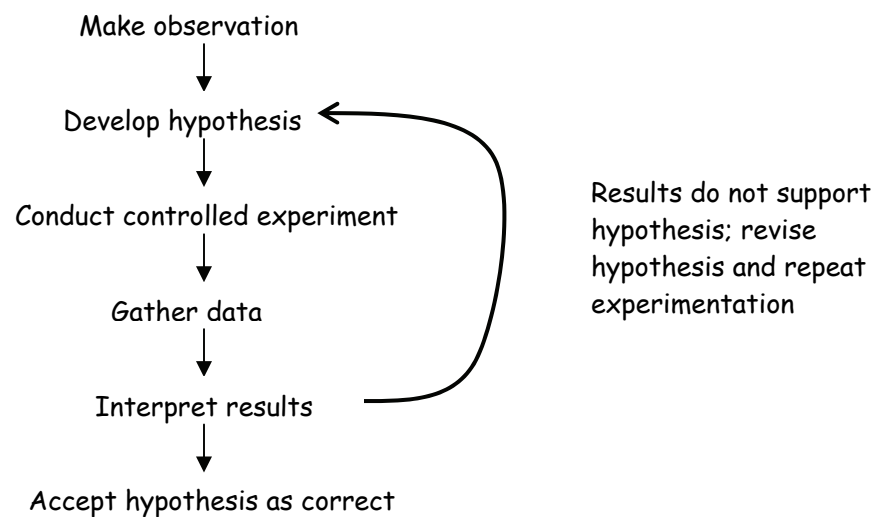 Make observation
Develop hypothesis
Conduct controlled experiment
Gather data
Interpret results
Accept hypothesis as correct
Results do not support
hypothesis; revise
hypothesis and repeat
experimentation